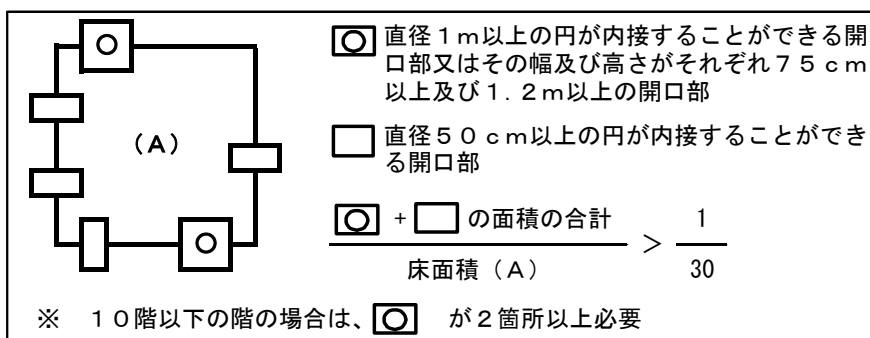 直径1m以上の円が内接することができる開
口部又はその幅及び高さがそれぞれ75cm
以上及び1.2m以上の開口部
(A)
直径50cm以上の円が内接することができ
る開口部
+ の面積の合計
床面積(A)
> 1
30
※ 10階以下の階の場合は、 が2箇所以上必要